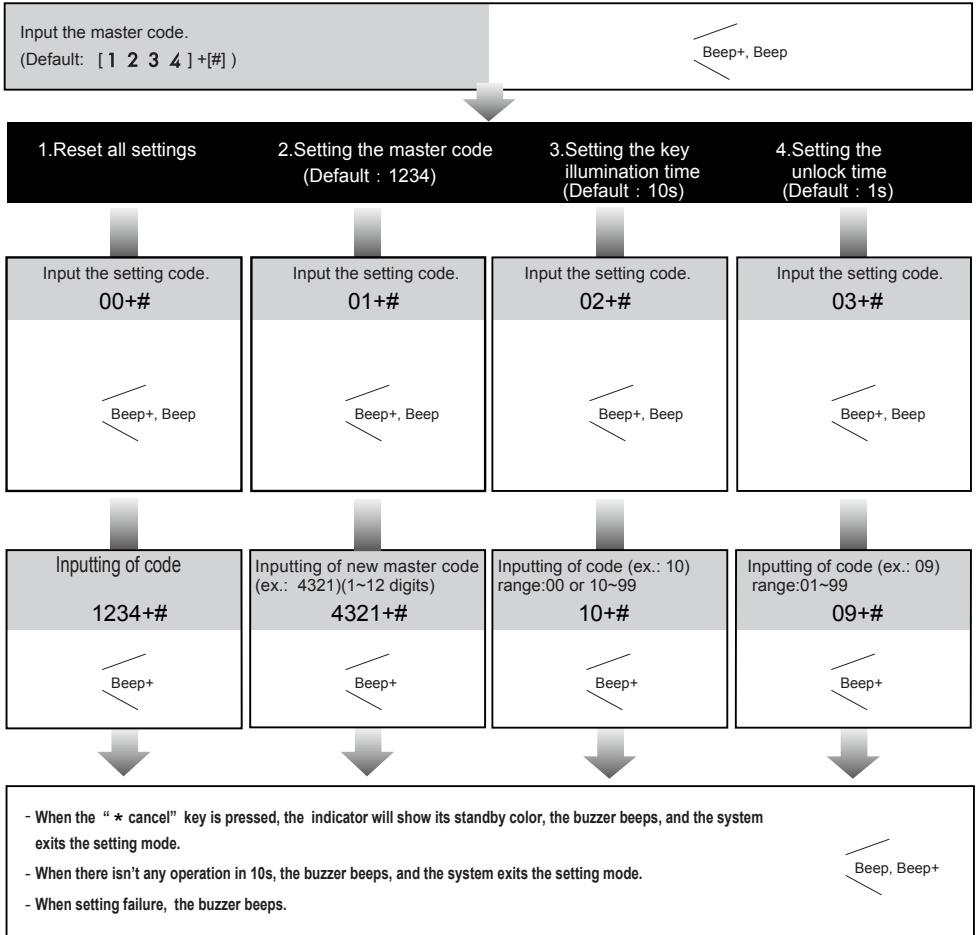 Input the master code.
(Default: [1 2 3 4]+[#] )
Beep+, Beep
1.Reset all settings
2.Setting the master code
(Default：1234)
3.Setting the key
illumination time
(Default：10s)
4.Setting the
unlock time
(Default：1s)
Input the setting code.
00+#
Beep+, Beep
Input the setting code.
01+#
Beep+, Beep
Input the setting code.
02+#
Beep+, Beep
Input the setting code.
03+#
Beep+, Beep
Inputting of code
1234+#
Beep+
Inputting of new master code
(ex.: 4321)(1~12 digits)
4321+#
Beep+
Inputting of code (ex.: 10)
range:00 or 10~99
10+#
Beep+
Inputting of code (ex.: 09)
range:01~99
09+#
Beep+
- When the “ * cancel” key is pressed, the indicator will show its standby color, the buzzer beeps, and the system
exits the setting mode.
- When there isn’t any operation in 10s, the buzzer beeps, and the system exits the setting mode.
- When setting failure, the buzzer beeps.
Beep, Beep+